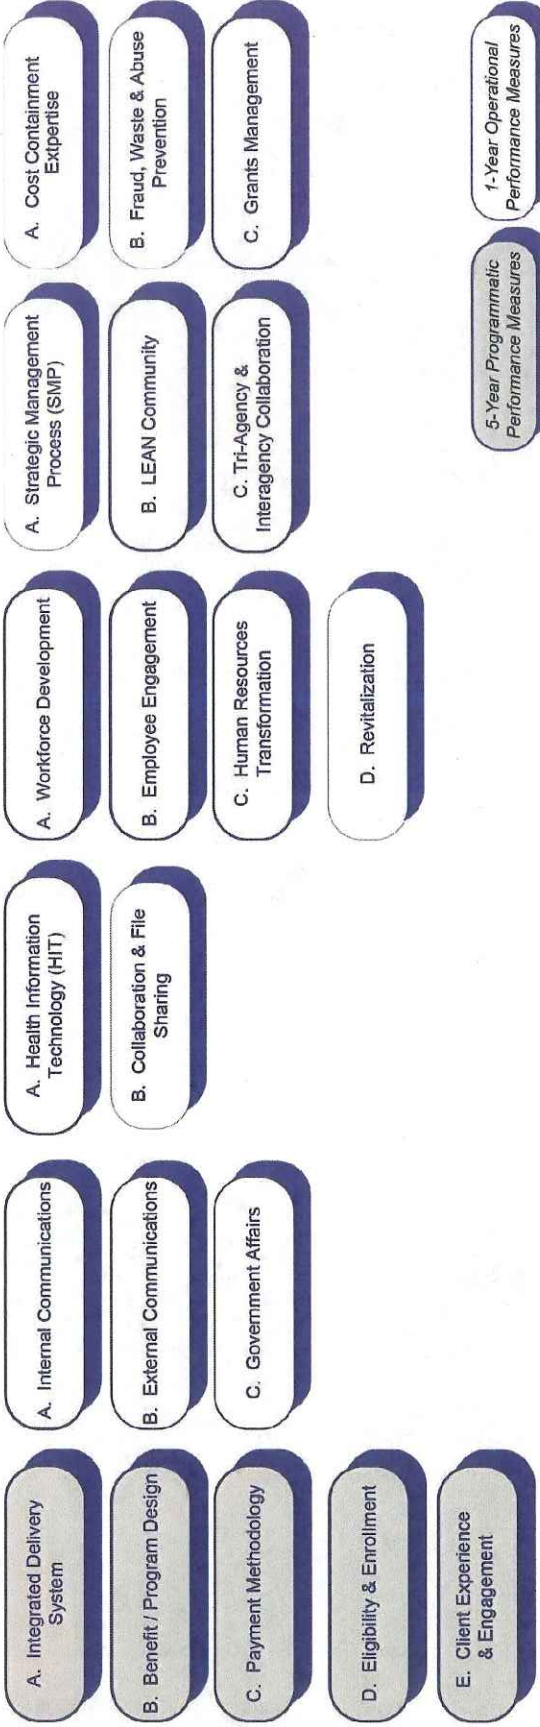 A. Integrated Delivery
System
B. Benefit / Program Design
C. Payment Methodology
D. Eligibility & Enrollment
E. Client Experience
& Engagement
A. Internal Communications
B. External Communications
C. Government Affairs
A. Health Information
Technology (HIT)
B. Collaboration & File
Sharing
A. Workforce Development
B. Employee Engagement
C. Human Resources
Transformation
D. Revitalization
A. Strategic Management
Process (SMP)
B. LEAN Community
C. Tri-Agency &
Interagency Collaboration
A. Cost Containment
Extpertise
B. Fraud, Waste & Abuse
Prevention
C. Grants Management
5-Year Programmatic
Performance Measures
1-Year Operational
Performance Measures